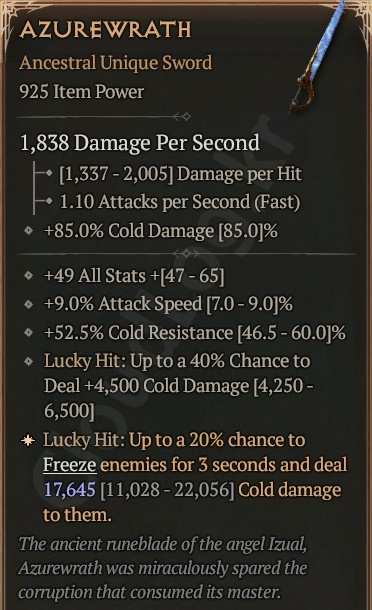 AZUREWRATH
Ancestral Unique Sword
925 Item Power
1,838 Damage Per Second
[1,337 - 2,005] Damage per Hit
1.10 Attacks per Second (Fast)
+85.0% Cold Damage [85.0]%
+49 All Stats +[47 - 65]
+9.0% Attack Speed [7.0 - 9.0]%
+52.5% Cold Resistance [46.5 - 60.0]%
Lucky Hit: Up to a 40% Chance to
Deal +4,500 Cold Damage [4,250 -
6,500]
Lucky Hit: Up to a 20% chance to
Freeze enemies for 3 seconds and deal
17,645 [11,028 - 22,056] Cold damage
to them.
The ancient runeblade of the angel Izual,
Azurewrath was miraculously spared the
corruption that consumed its master.